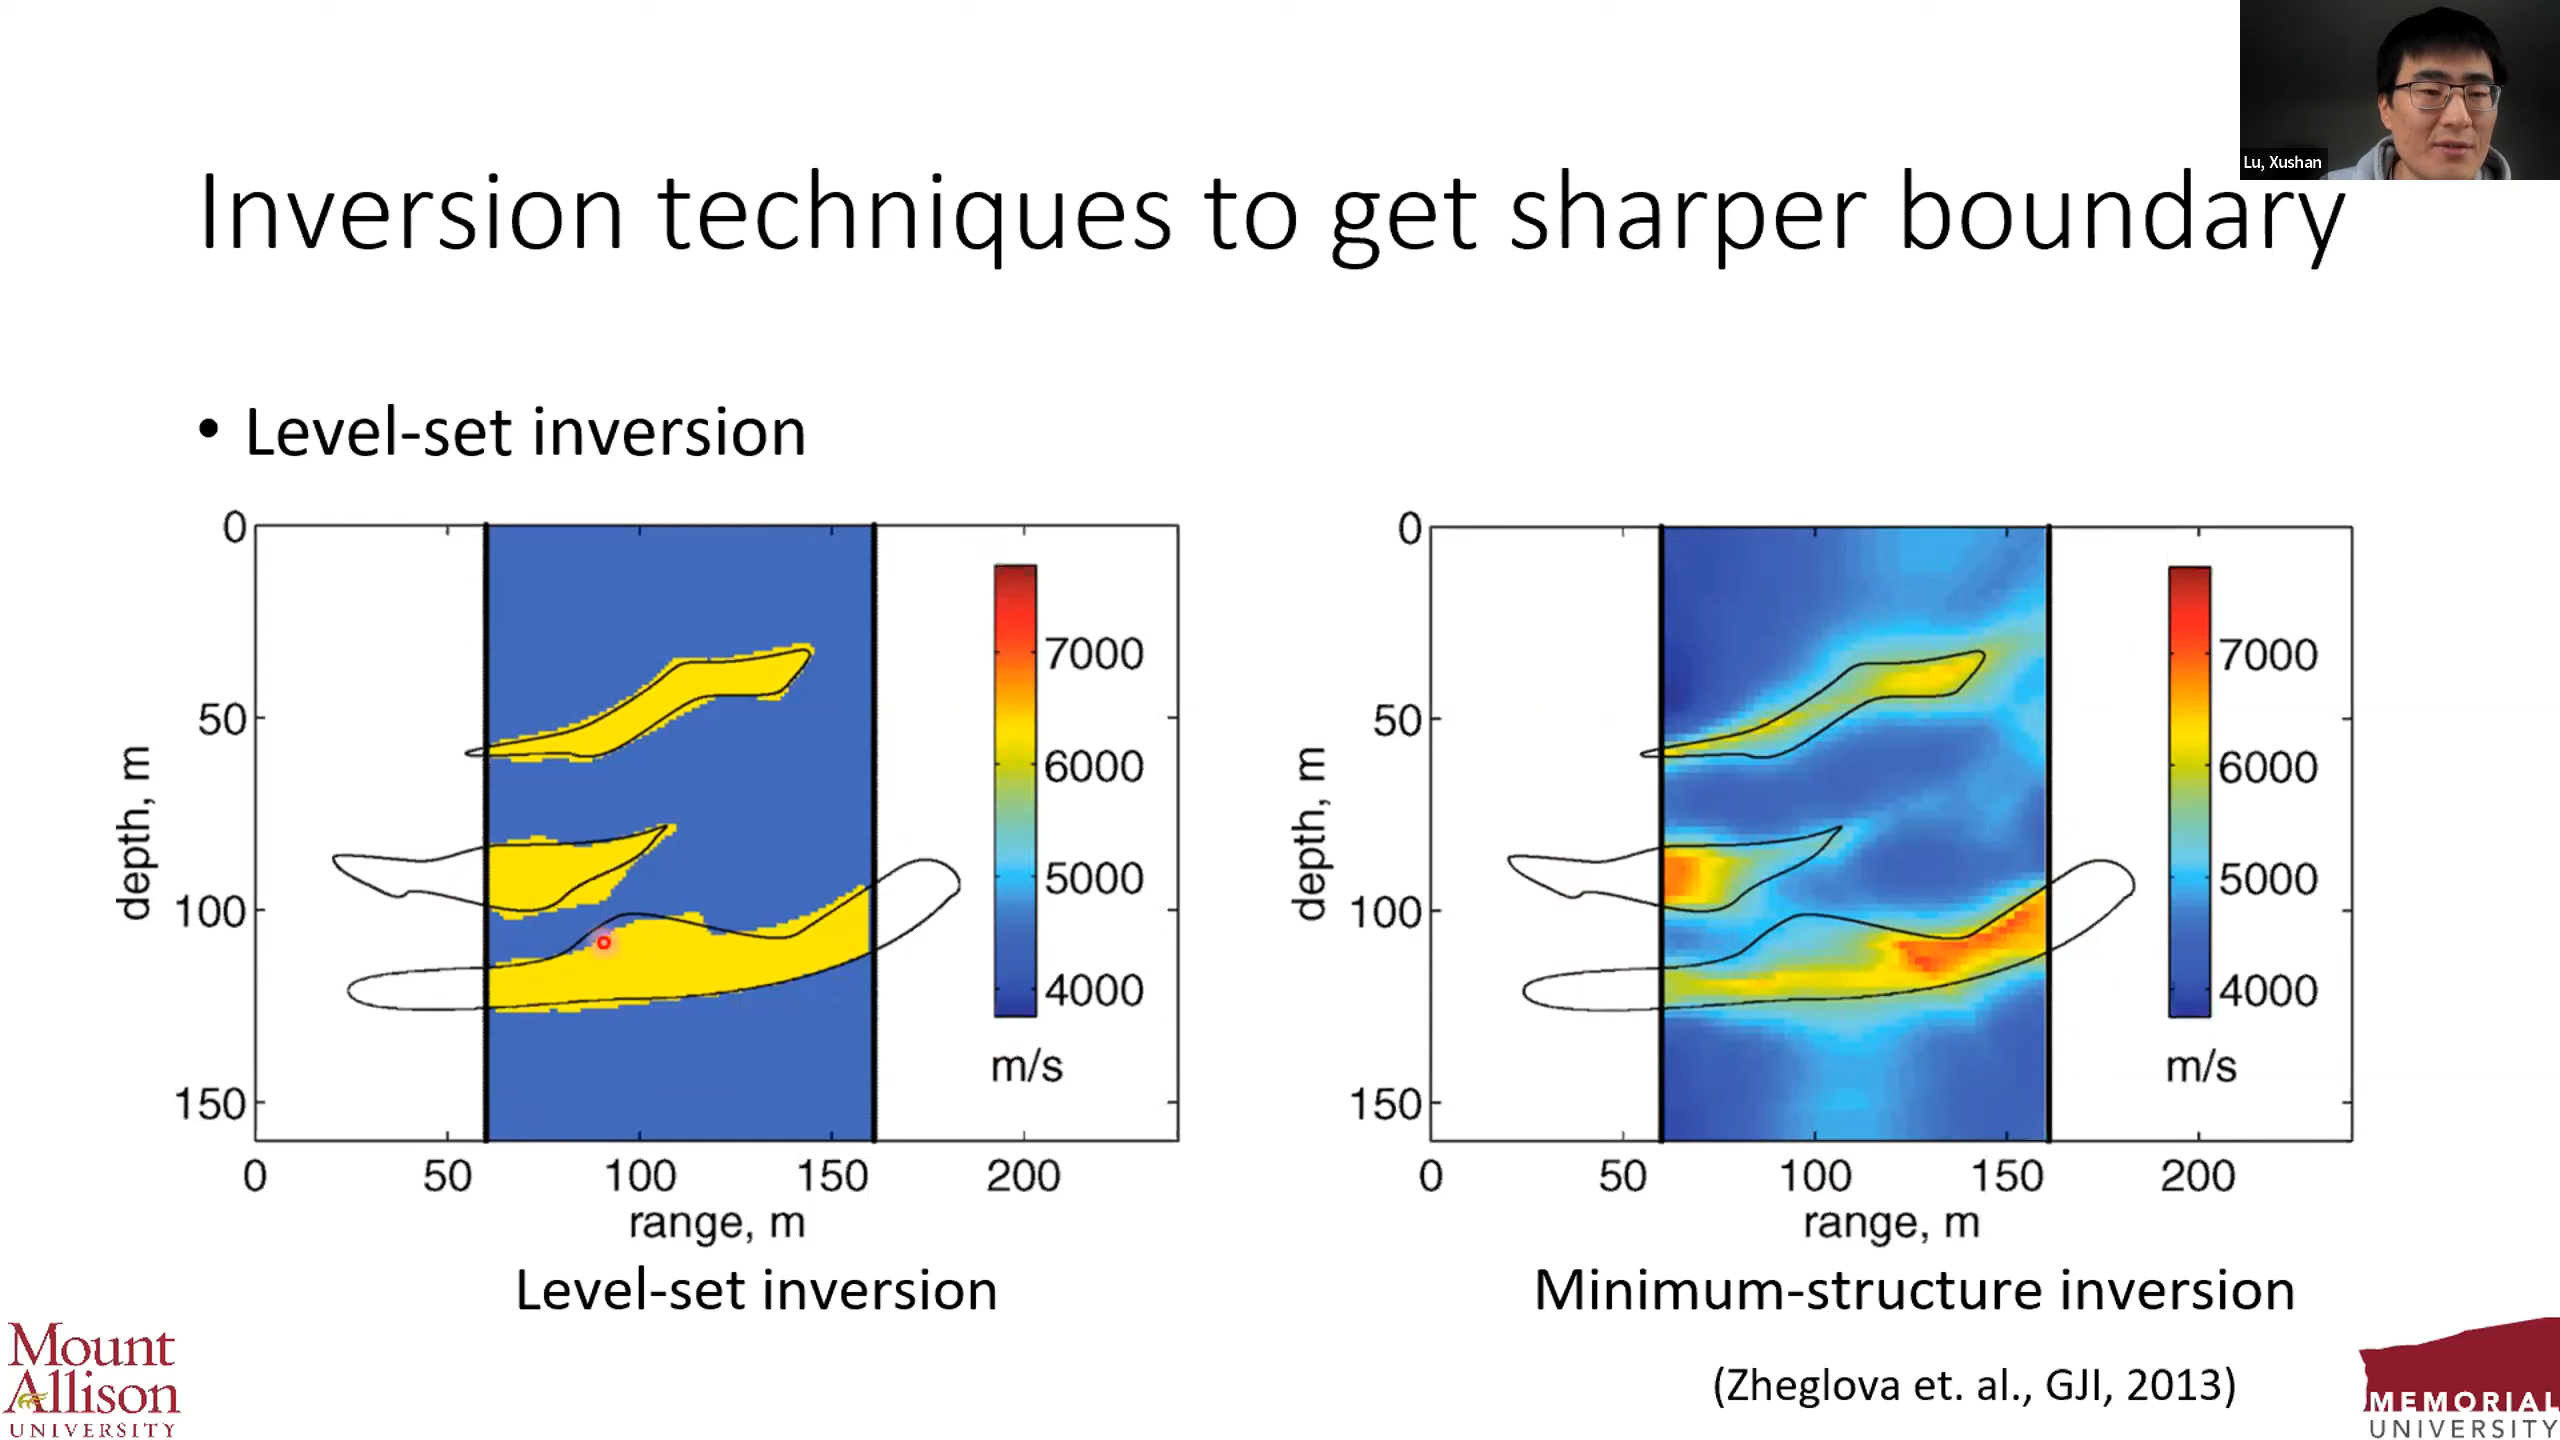 Lu, Xushan
Inversion techniques to get sharper boundary
• Level-set inversion
0
50
100
150
depth, m
0 50 100 150 200
range, m
7000
6000
5000
4000
m/s
Level-set inversion
0
50
100
150
depth, m
0 50 100 150 200
range, m
7000
6000
5000
4000
m/s
Minimum-structure inversion
(Zheglova et. al., GJI, 2013)
Mount
Allison
UNIVERSITY
MEMORIAL
UNIVERSITY